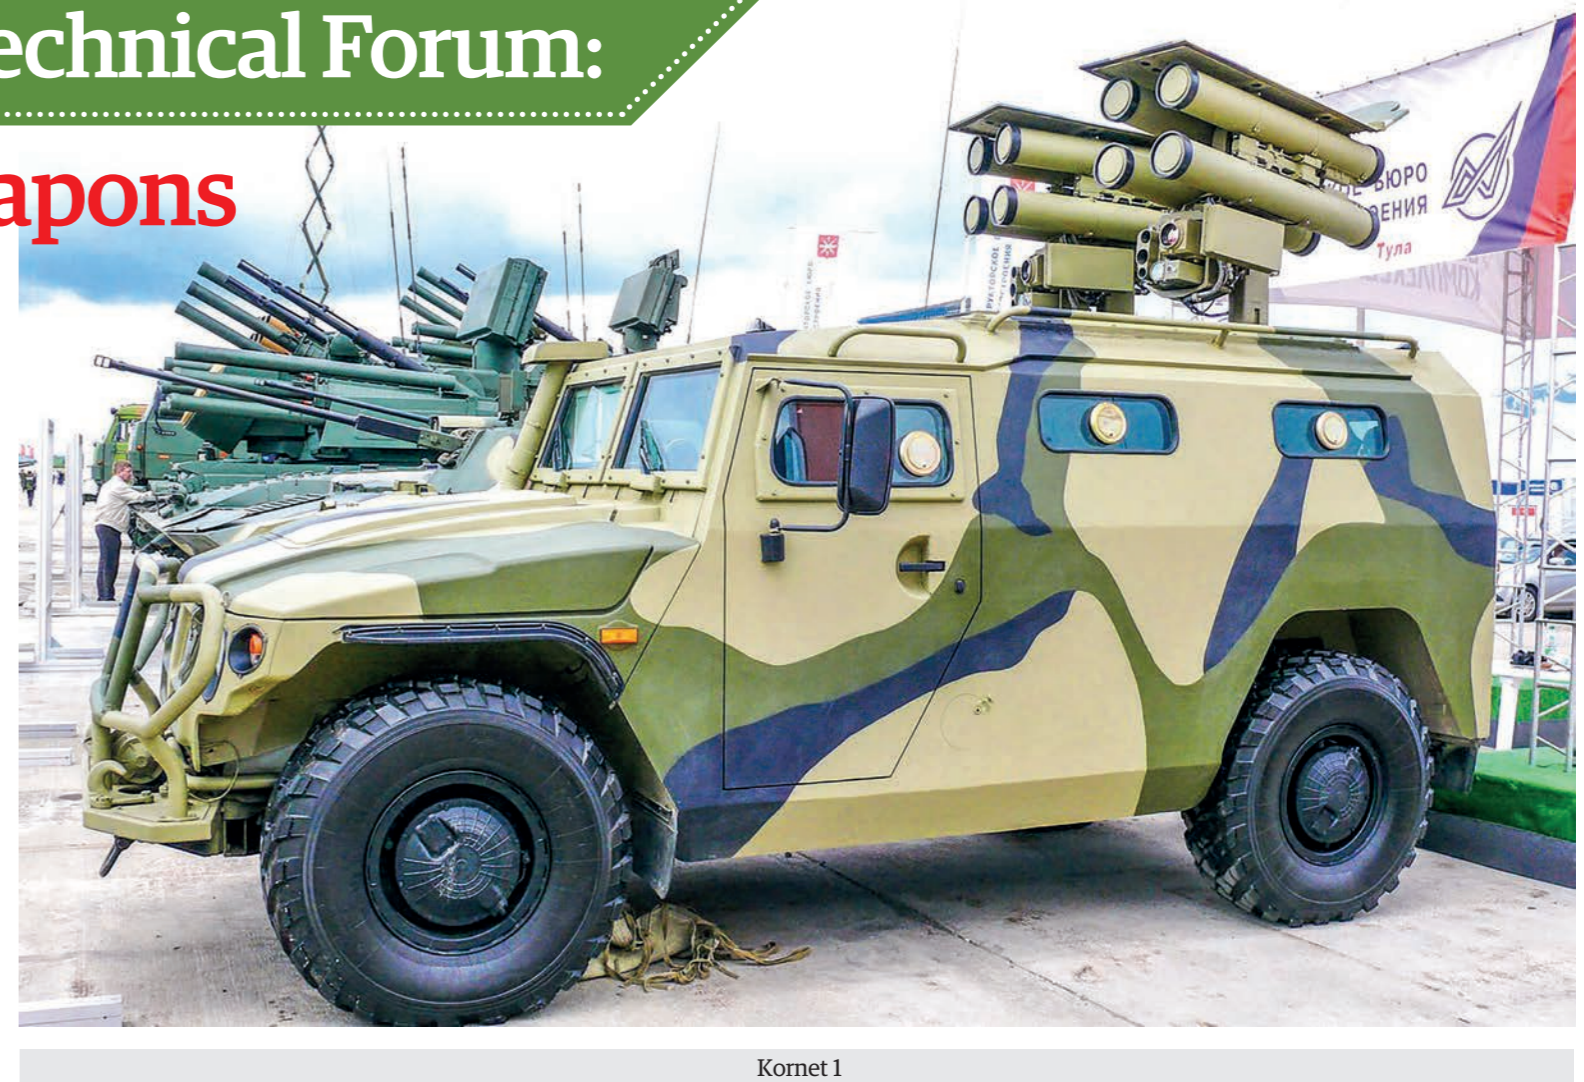 echnical Forum:
apons
БЮРО
ЕНИЯ
Тула
Kornet 1